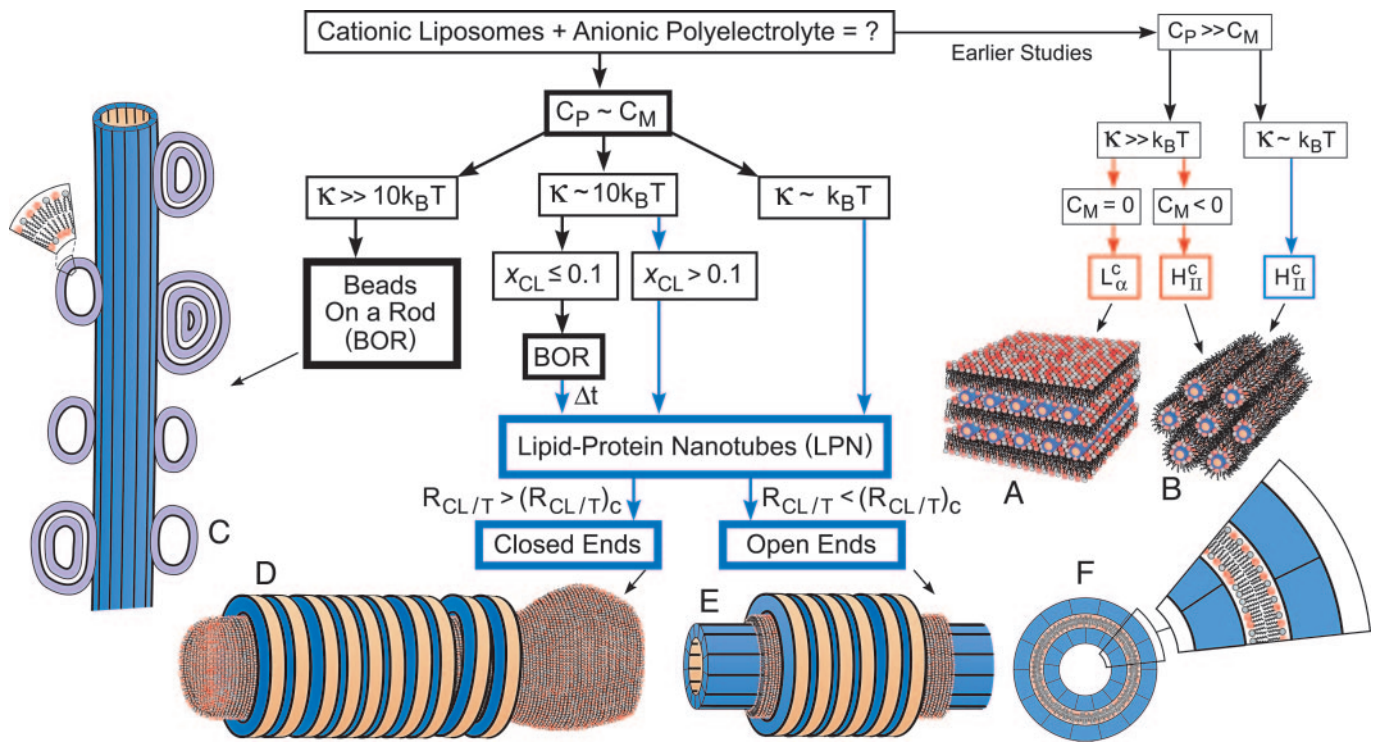 Cationic Liposomes + Anionic Polyelectrolyte = ?
Earlier Studies
C_P >> C_M
C_P ~ C_M
κ >> k_BT
κ ~ k_BT
κ >> 10k_BT
κ ~ 10k_BT
κ ~ k_BT
C_M = 0
C_M < 0
x_CL ≤ 0.1
x_CL > 0.1
L^c_α
H^c_II
H^c_II
Beads
On a Rod
(BOR)
BOR
Δt
Lipid-Protein Nanotubes (LPN)
A
B
R_CL/T > (R_CL/T)_c
R_CL/T < (R_CL/T)_c
C
Closed Ends
Open Ends
D
E
F